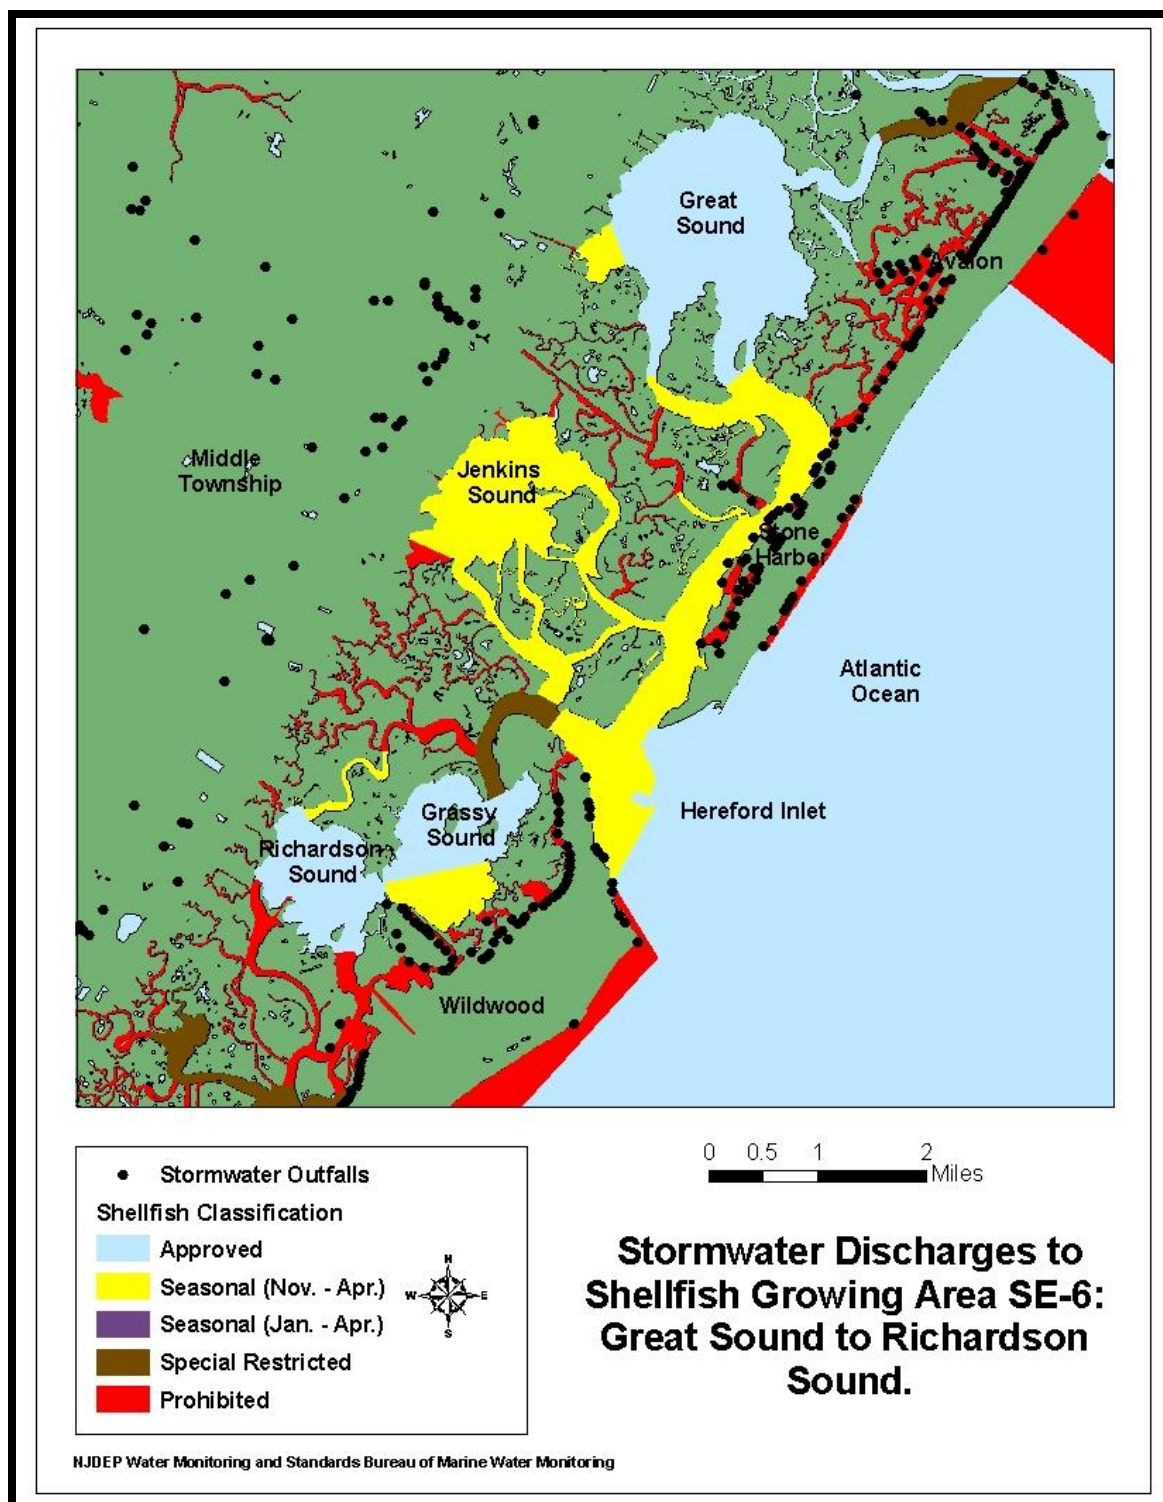 Great
Sound
Avalon
Middle
Township
Jenkins
Sound
Stone
Harbor
Atlantic
Ocean
Grassy
Sound
Hereford Inlet
Richardson
Sound
Wildwood
Stormwater Outfalls
Shellfish Classification
Approved
Seasonal (Nov. - Apr.)
Seasonal (Jan. - Apr.)
Special Restricted
Prohibited
N
W E
S
0 0.5 1 2
Miles
Stormwater Discharges to
Shellfish Growing Area SE-6:
Great Sound to Richardson
Sound.
NJDEP Water Monitoring and Standards Bureau of Marine Water Monitoring